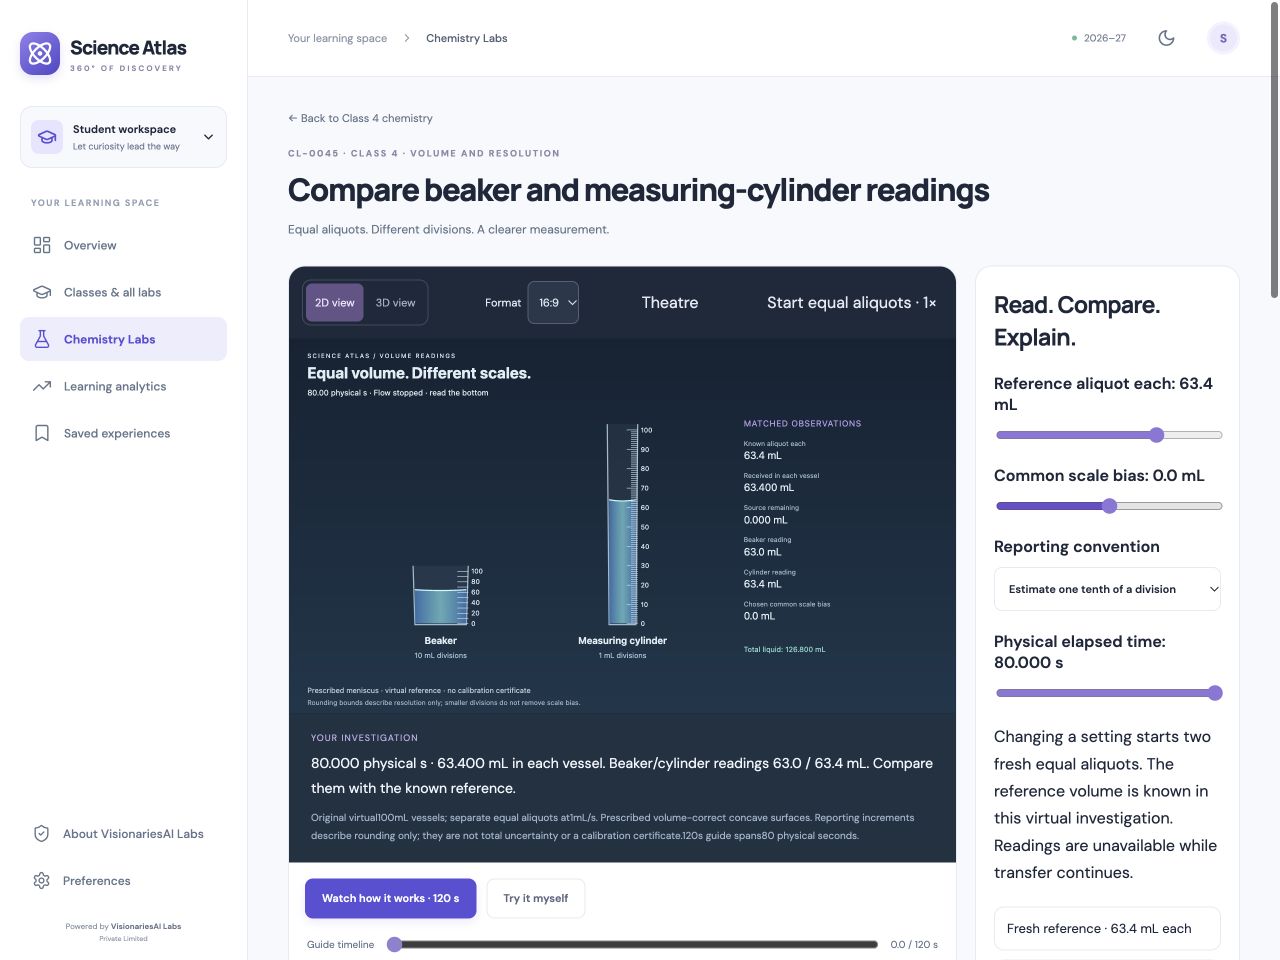 Science Atlas
360° OF DISCOVERY
Student workspace
Let curiosity lead the way
YOUR LEARNING SPACE
Overview
Classes & all labs
Chemistry Labs
Learning analytics
Saved experiences
About VisionariesAI Labs
Preferences
Powered by VisionariesAI Labs
Private Limited
Your learning space
Chemistry Labs
2026–27
S
← Back to Class 4 chemistry
CL-0045 · CLASS 4 · VOLUME AND RESOLUTION
Compare beaker and measuring-cylinder readings
Equal aliquots. Different divisions. A clearer measurement.
2D view
3D view
Format
16:9
Theatre
Start equal aliquots · 1×
SCIENCE ATLAS / VOLUME READINGS
Equal volume. Different scales.
80.00 physical s · Flow stopped · read the bottom
100
80
60
40
20
0
Beaker
10 mL divisions
100
90
80
70
60
50
40
30
20
10
0
Measuring cylinder
1 mL divisions
MATCHED OBSERVATIONS
Known aliquot each
63.4 mL
Received in each vessel
63.400 mL
Source remaining
0.000 mL
Beaker reading
63.0 mL
Cylinder reading
63.4 mL
Chosen common scale bias
0.0 mL
Total liquid: 126.800 mL
Prescribed meniscus · virtual reference · no calibration certificate
Rounding bounds describe resolution only; smaller divisions do not remove scale bias.
YOUR INVESTIGATION
80.000 physical s · 63.400 mL in each vessel. Beaker/cylinder readings 63.0 / 63.4 mL. Compare
them with the known reference.
Original virtual100mL vessels; separate equal aliquots at1mL/s. Prescribed volume-correct concave surfaces. Reporting increments
describe rounding only; they are not total uncertainty or a calibration certificate.120s guide spans80 physical seconds.
Watch how it works · 120 s
Try it myself
Guide timeline
0.0 / 120 s
Read. Compare.
Explain.
Reference aliquot each: 63.4
mL
Common scale bias: 0.0 mL
Reporting convention
Estimate one tenth of a division
Physical elapsed time:
80.000 s
Changing a setting starts two
fresh equal aliquots. The
reference volume is known in
this virtual investigation.
Readings are unavailable while
transfer continues.
Fresh reference · 63.4 mL each